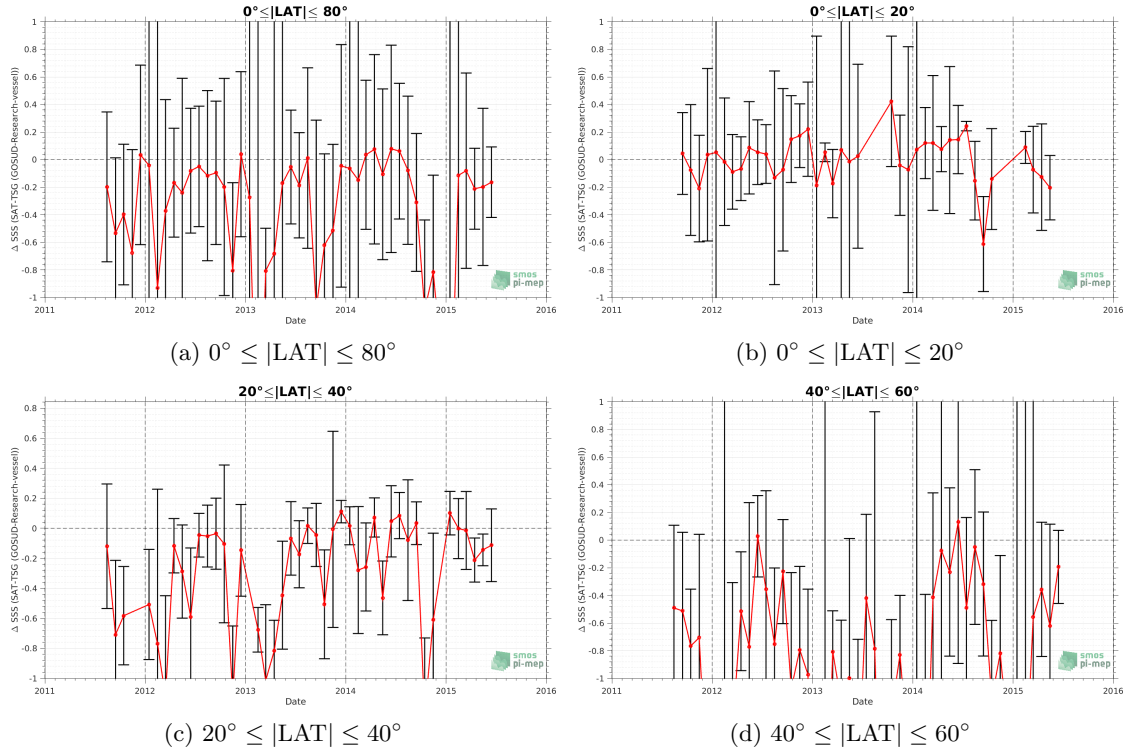 0°≤|LAT|≤ 80°
Δ SSS (SAT-TSG (GOSUD-Research-vessel))
1
0.8
0.6
0.4
0.2
0
-0.2
-0.4
-0.6
-0.8
-1
2011 2012 2013 2014 2015 2016
Date
smos
pi-mep
(a) 0° ≤ |LAT| ≤ 80°
0°≤|LAT|≤ 20°
Δ SSS (SAT-TSG (GOSUD-Research-vessel))
1
0.8
0.6
0.4
0.2
0
-0.2
-0.4
-0.6
-0.8
-1
2011 2012 2013 2014 2015 2016
Date
smos
pi-mep
(b) 0° ≤ |LAT| ≤ 20°
20°≤|LAT|≤ 40°
Δ SSS (SAT-TSG (GOSUD-Research-vessel))
0.8
0.6
0.4
0.2
0
-0.2
-0.4
-0.6
-0.8
-1
2011 2012 2013 2014 2015 2016
Date
smos
pi-mep
(c) 20° ≤ |LAT| ≤ 40°
40°≤|LAT|≤ 60°
Δ SSS (SAT-TSG (GOSUD-Research-vessel))
1
0.8
0.6
0.4
0.2
0
-0.2
-0.4
-0.6
-0.8
-1
2011 2012 2013 2014 2015 2016
Date
smos
pi-mep
(d) 40° ≤ |LAT| ≤ 60°